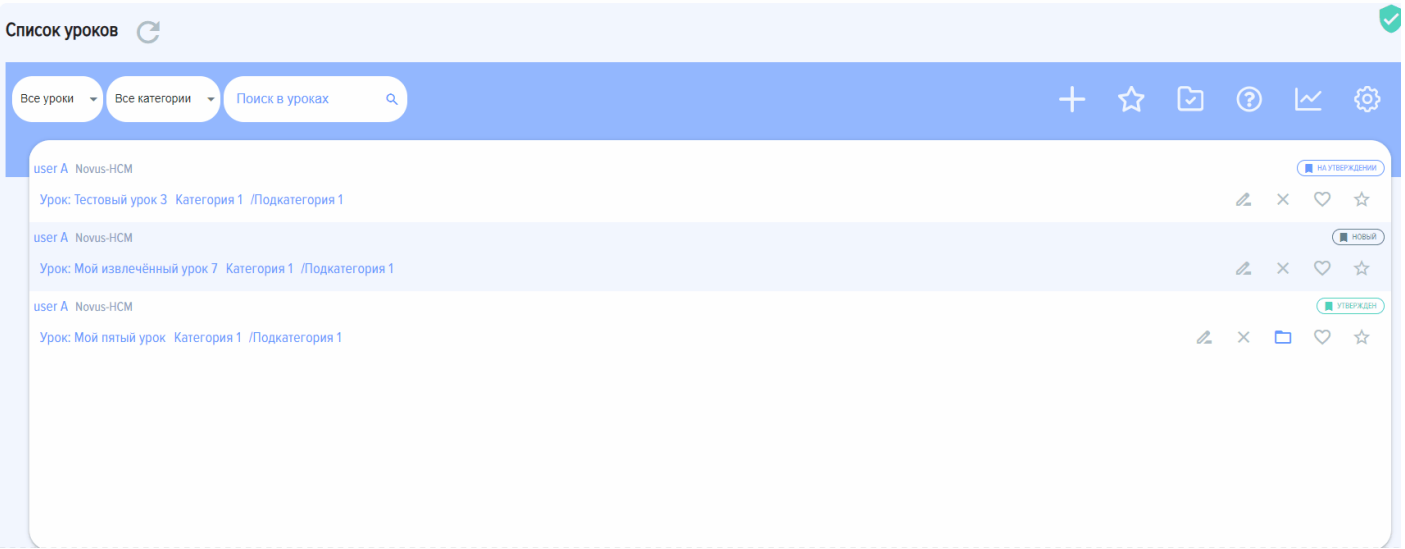 Список уроков
Все уроки Все категории Поиск в уроках
user A Novus-HCM НА УТВЕРЖДЕНИИ
Урок: Тестовый урок 3 Категория 1 /Подкатегория 1
user A Novus-HCM НОВЫЙ
Урок: Мой извлечённый урок 7 Категория 1 /Подкатегория 1
user A Novus-HCM УТВЕРЖДЕН
Урок: Мой пятый урок Категория 1 /Подкатегория 1